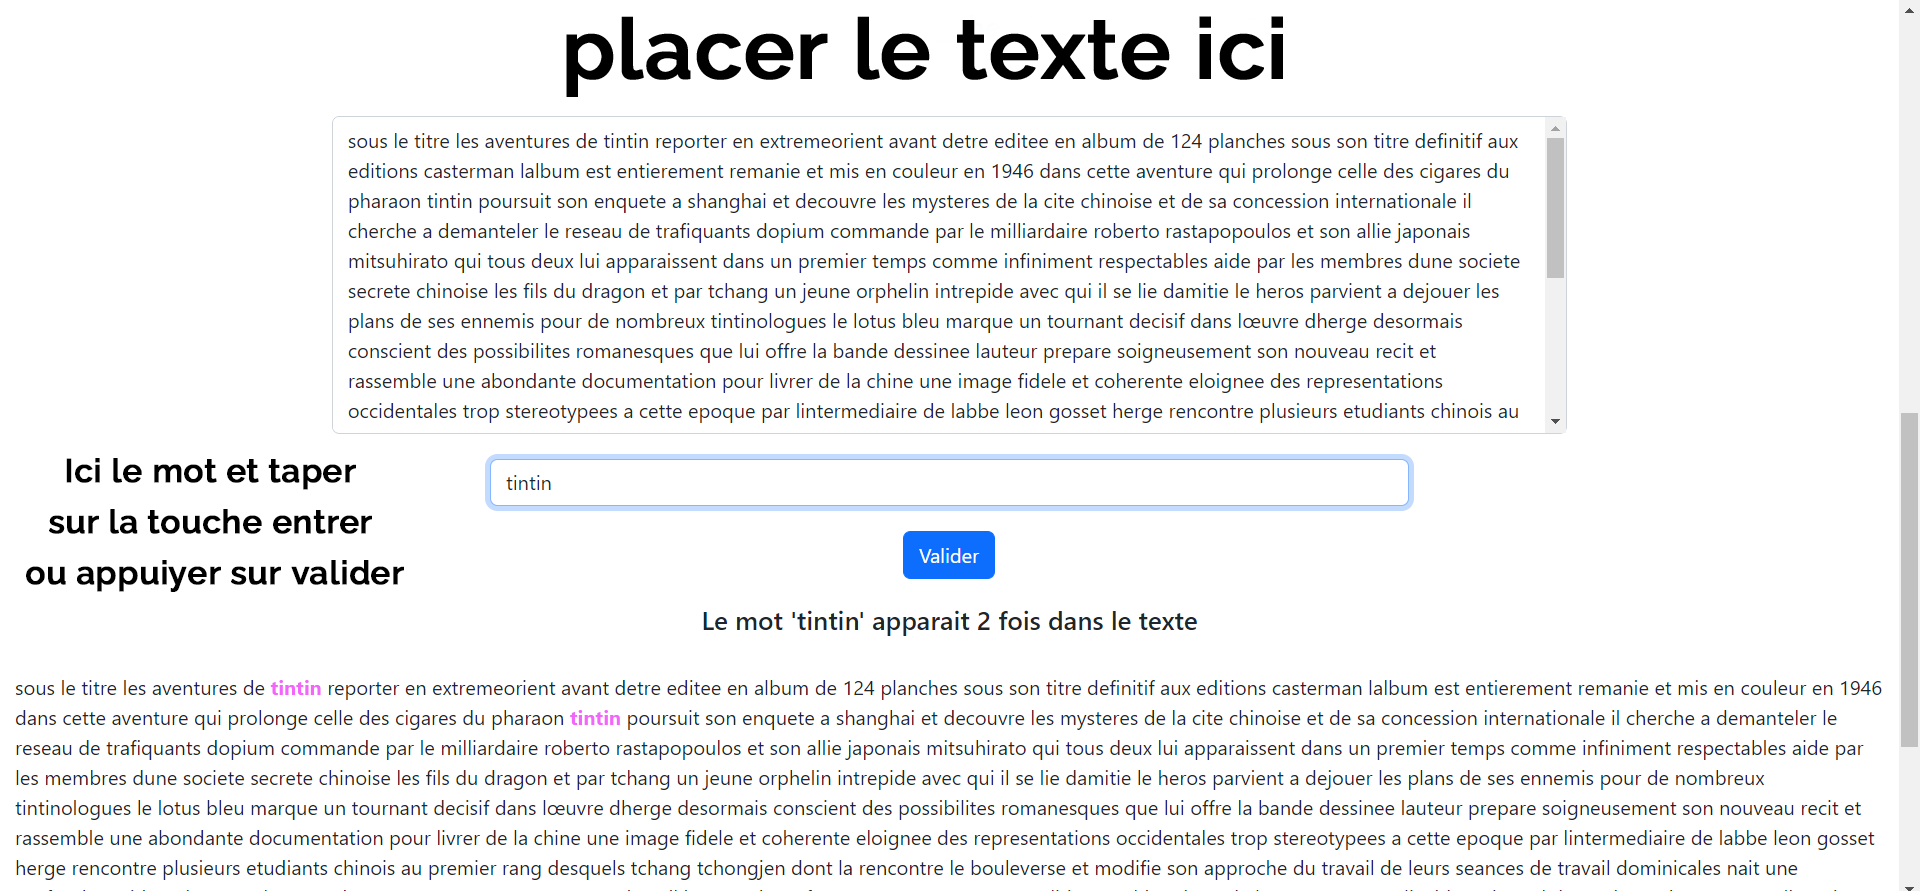 placer le texte ici
sous le titre les aventures de tintin reporter en extremeorient avant detre editee en album de 124 planches sous son titre definitif aux
editions casterman lalbum est entierement remanie et mis en couleur en 1946 dans cette aventure qui prolonge celle des cigares du
pharaon tintin poursuit son enquete a shanghai et decouvre les mysteres de la cite chinoise et de sa concession internationale il
cherche a demanteler le reseau de trafiquants dopium commande par le milliardaire roberto rastapopoulos et son allie japonais
mitsuhirato qui tous deux lui apparaissent dans un premier temps comme infiniment respectables aide par les membres dune societe
secrete chinoise les fils du dragon et par tchang un jeune orphelin intrepide avec qui il se lie damitie le heros parvient a dejouer les
plans de ses ennemis pour de nombreux tintinologues le lotus bleu marque un tournant decisif dans lœuvre dherge desormais
conscient des possibilites romanesques que lui offre la bande dessinee lauteur prepare soigneusement son nouveau recit et
rassemble une abondante documentation pour livrer de la chine une image fidele et coherente eloignee des representations
occidentales trop stereotypees a cette epoque par lintermediaire de labbe leon gosset herge rencontre plusieurs etudiants chinois au
Ici le mot et taper
sur la touche entrer
ou appuiyer sur valider
tintin
Valider
Le mot 'tintin' apparait 2 fois dans le texte
sous le titre les aventures de tintin reporter en extremeorient avant detre editee en album de 124 planches sous son titre definitif aux editions casterman lalbum est entierement remanie et mis en couleur en 1946
dans cette aventure qui prolonge celle des cigares du pharaon tintin poursuit son enquete a shanghai et decouvre les mysteres de la cite chinoise et de sa concession internationale il cherche a demanteler le
reseau de trafiquants dopium commande par le milliardaire roberto rastapopoulos et son allie japonais mitsuhirato qui tous deux lui apparaissent dans un premier temps comme infiniment respectables aide par
les membres dune societe secrete chinoise les fils du dragon et par tchang un jeune orphelin intrepide avec qui il se lie damitie le heros parvient a dejouer les plans de ses ennemis pour de nombreux
tintinologues le lotus bleu marque un tournant decisif dans lœuvre dherge desormais conscient des possibilites romanesques que lui offre la bande dessinee lauteur prepare soigneusement son nouveau recit et
rassemble une abondante documentation pour livrer de la chine une image fidele et coherente eloignee des representations occidentales trop stereotypees a cette epoque par lintermediaire de labbe leon gosset
herge rencontre plusieurs etudiants chinois au premier rang desquels tchang tchongjen dont la rencontre le bouleverse et modifie son approche du travail de leurs seances de travail dominicales nait une